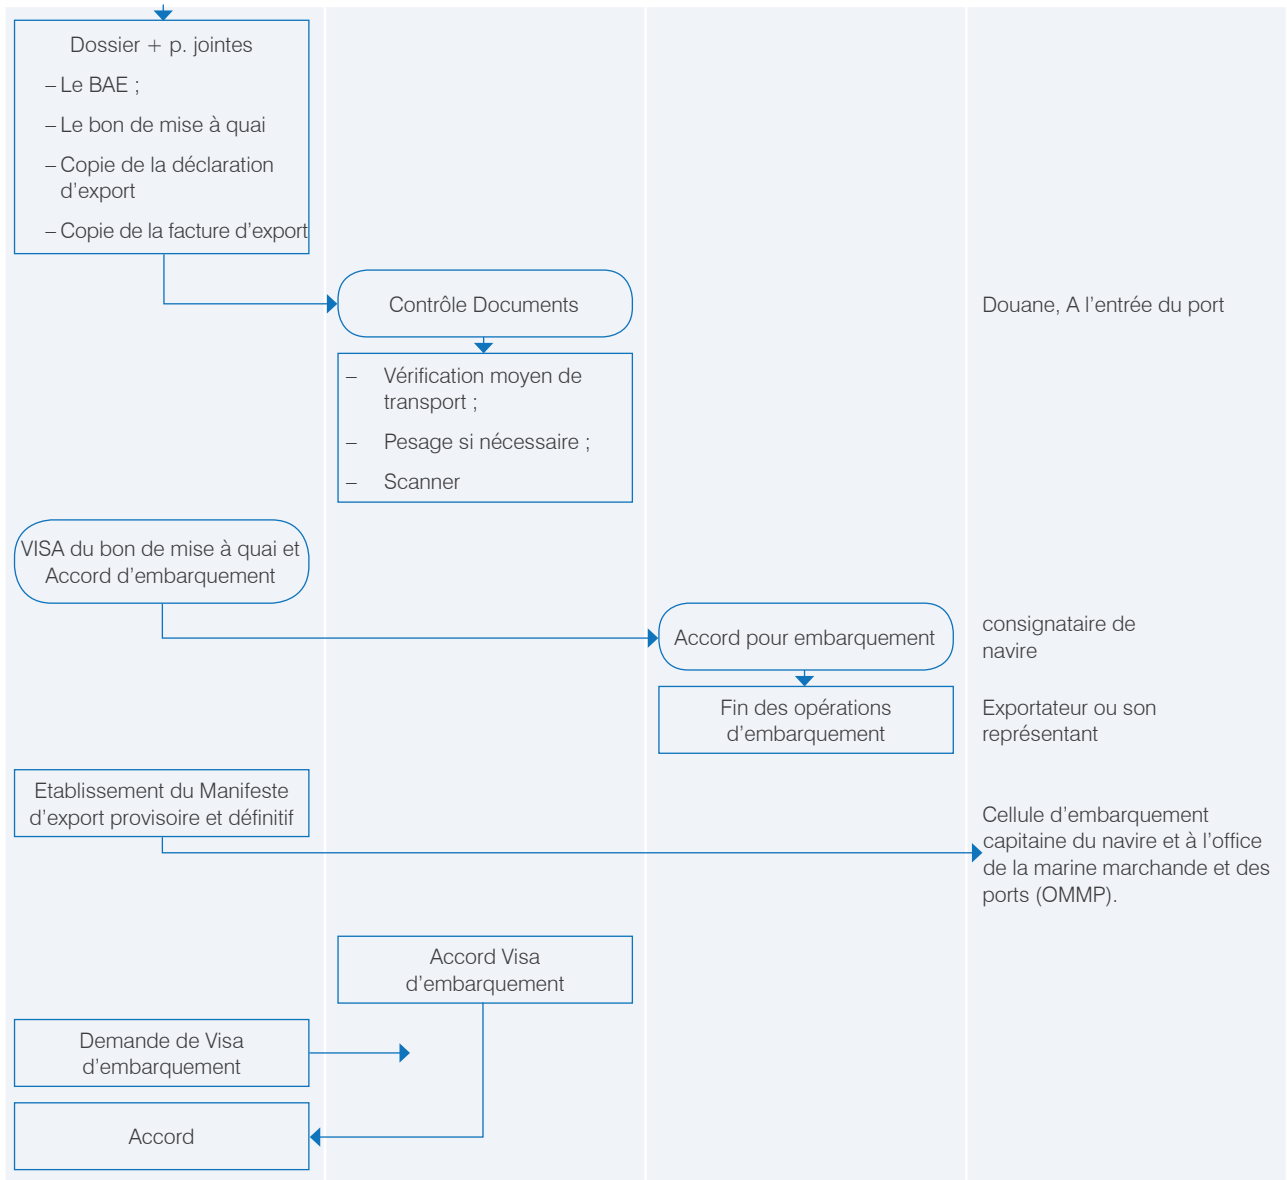 Dossier + p. jointes
– Le BAE ;
– Le bon de mise à quai
– Copie de la déclaration
d'export
– Copie de la facture d'export
Contrôle Documents
Douane, A l'entrée du port
– Vérification moyen de
transport ;
– Pesage si nécessaire ;
– Scanner
VISA du bon de mise à quai et
Accord d'embarquement
Accord pour embarquement
consignataire de
navire
Fin des opérations
d'embarquement
Exportateur ou son
représentant
Etablissement du Manifeste
d'export provisoire et définitif
Cellule d'embarquement
capitaine du navire et à l'office
de la marine marchande et des
ports (OMMP).
Accord Visa
d'embarquement
Demande de Visa
d'embarquement
Accord